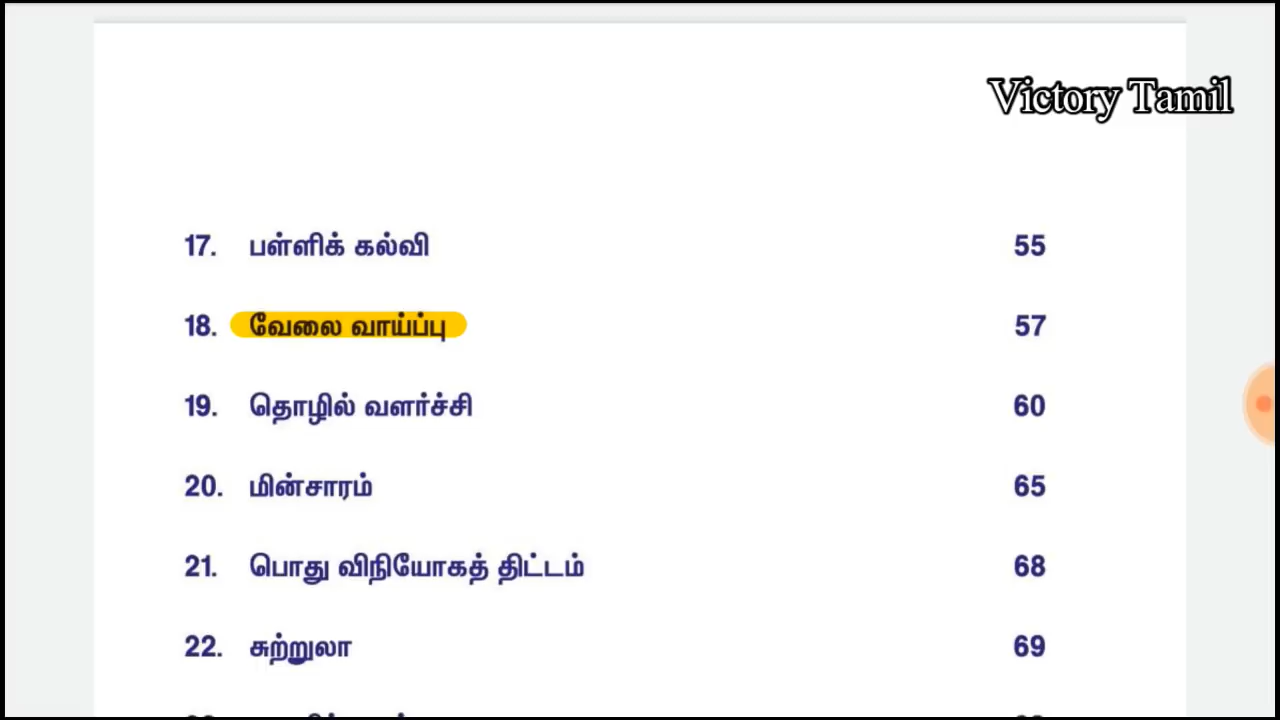 Victory Tamil
17. பள்ளிக் கல்வி 55
18. வேலை வாய்ப்பு 57
19. தொழில் வளர்ச்சி 60
20. மின்சாரம் 65
21. பொது விநியோகத் திட்டம் 68
22. சுற்றுலா 69